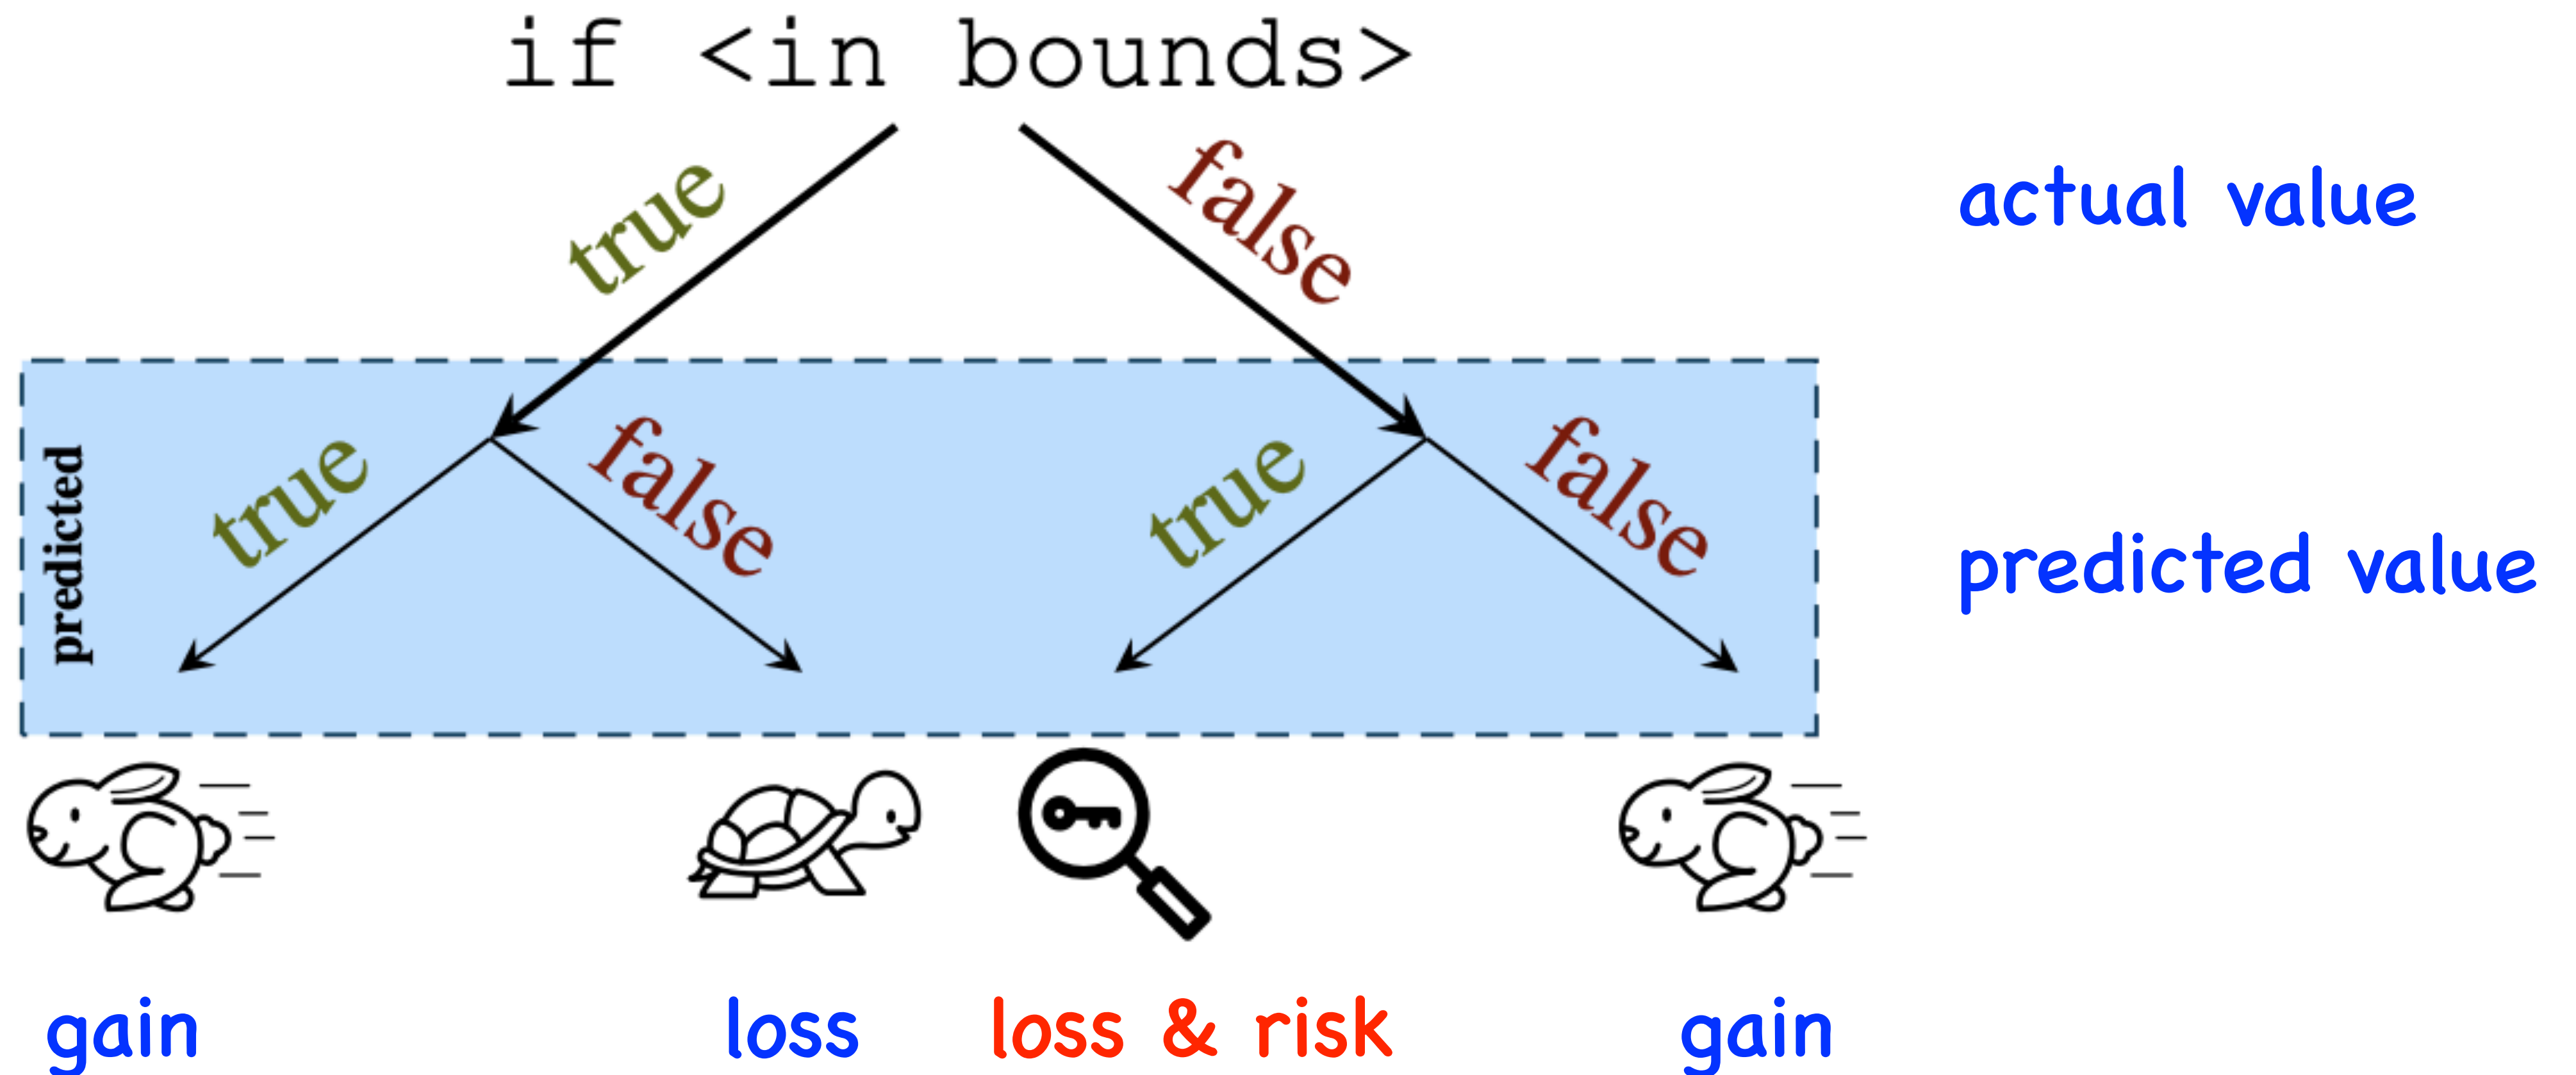 if <in bounds>
true
false
actual value
predicted
true
false
true
false
predicted value
gain
loss
loss & risk
gain